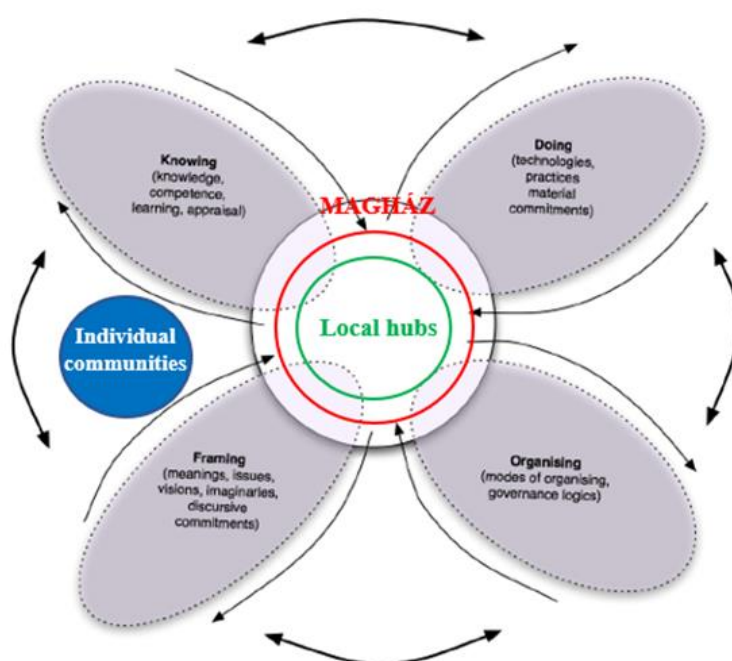 Knowing
(knowledge,
competence,
learning, appraisal)
Doing
(technologies,
practices
material
commitments)
MAGHÁZ
Local hubs
Individual
communities
Framing
(meanings, issues,
visions, imaginaries,
discursive
commitments)
Organising
(modes of organising,
governance logics)